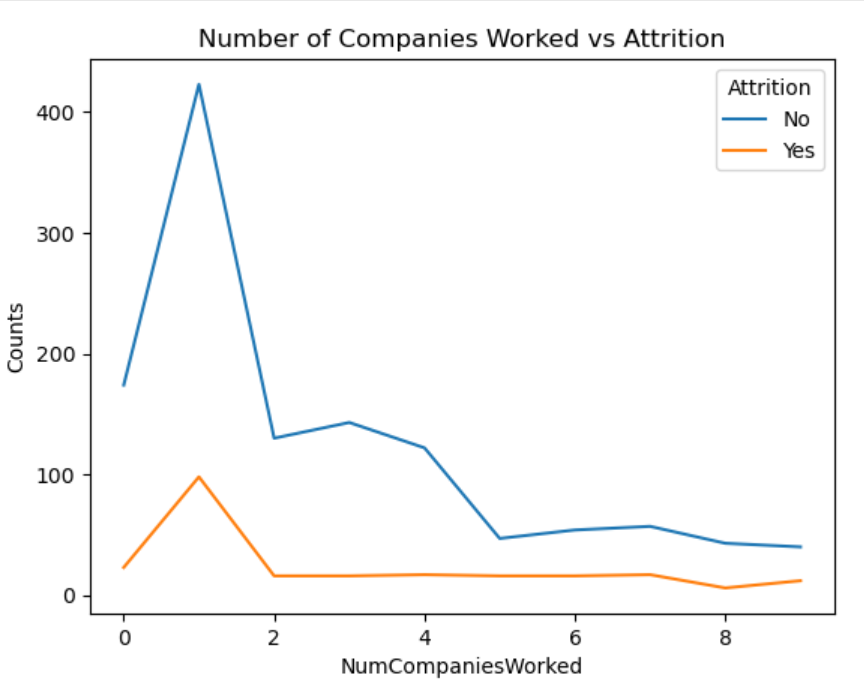 Number of Companies Worked vs Attrition
Attrition
No
Yes
400
300
200
100
0
Counts
0 2 4 6 8
NumCompaniesWorked